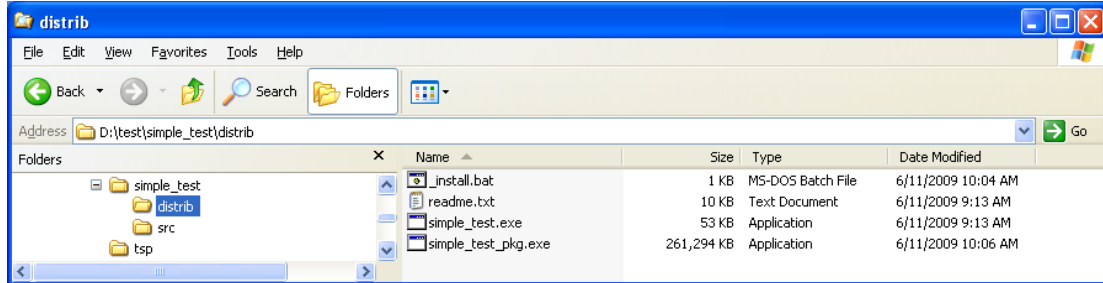 distrib
File Edit View Favorites Tools Help
Back Search Folders
Address D:\test\simple_test\distrib Go
Folders Name Size Type Date Modified
simple_test _install.bat 1 KB MS-DOS Batch File 6/11/2009 10:04 AM
distrib readme.txt 10 KB Text Document 6/11/2009 9:13 AM
src simple_test.exe 53 KB Application 6/11/2009 9:13 AM
tsp simple_test_pkg.exe 261,294 KB Application 6/11/2009 10:06 AM